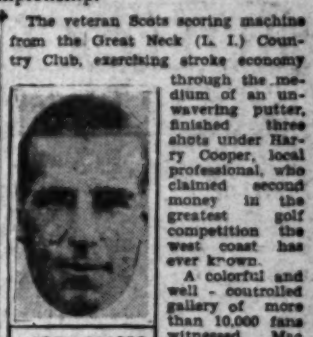 The veteran Scots scoring machine
from the Great Neck (L. I.) Coun-
try Club, exercising stroke economy
through the me-
dium of an un-
wavering putter,
finished three
shots under Har-
ry Cooper, local
professional, who
claimed second
money in the
greatest golf
competition the
west coast has
ever known.
A colorful and
well - controlled
gallery of more
than 10,000 fans
witnessed Mac